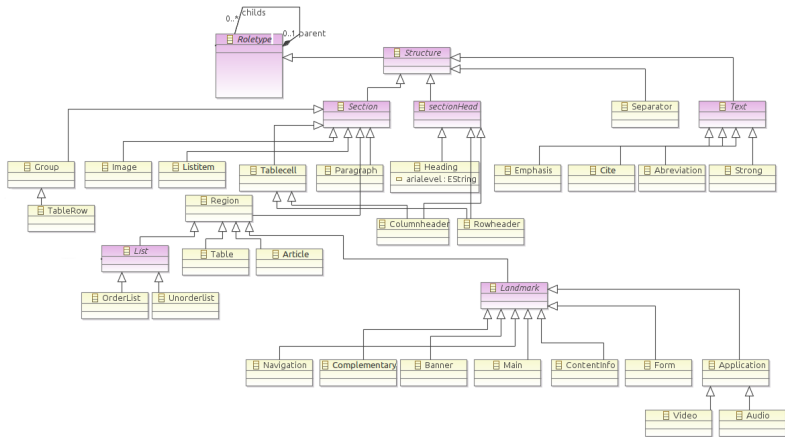 childs
0..*
0..1 parent
Roletype
Structure
Section
sectionHead
Separator
Text
Group
Image
Listitem
Tablecell
Paragraph
Heading
arialevel : EString
Emphasis
Cite
Abreviation
Strong
TableRow
Region
Columnheader
Rowheader
List
Table
Article
OrderList
Unorderlist
Landmark
Navigation
Complementary
Banner
Main
ContentInfo
Form
Application
Video
Audio